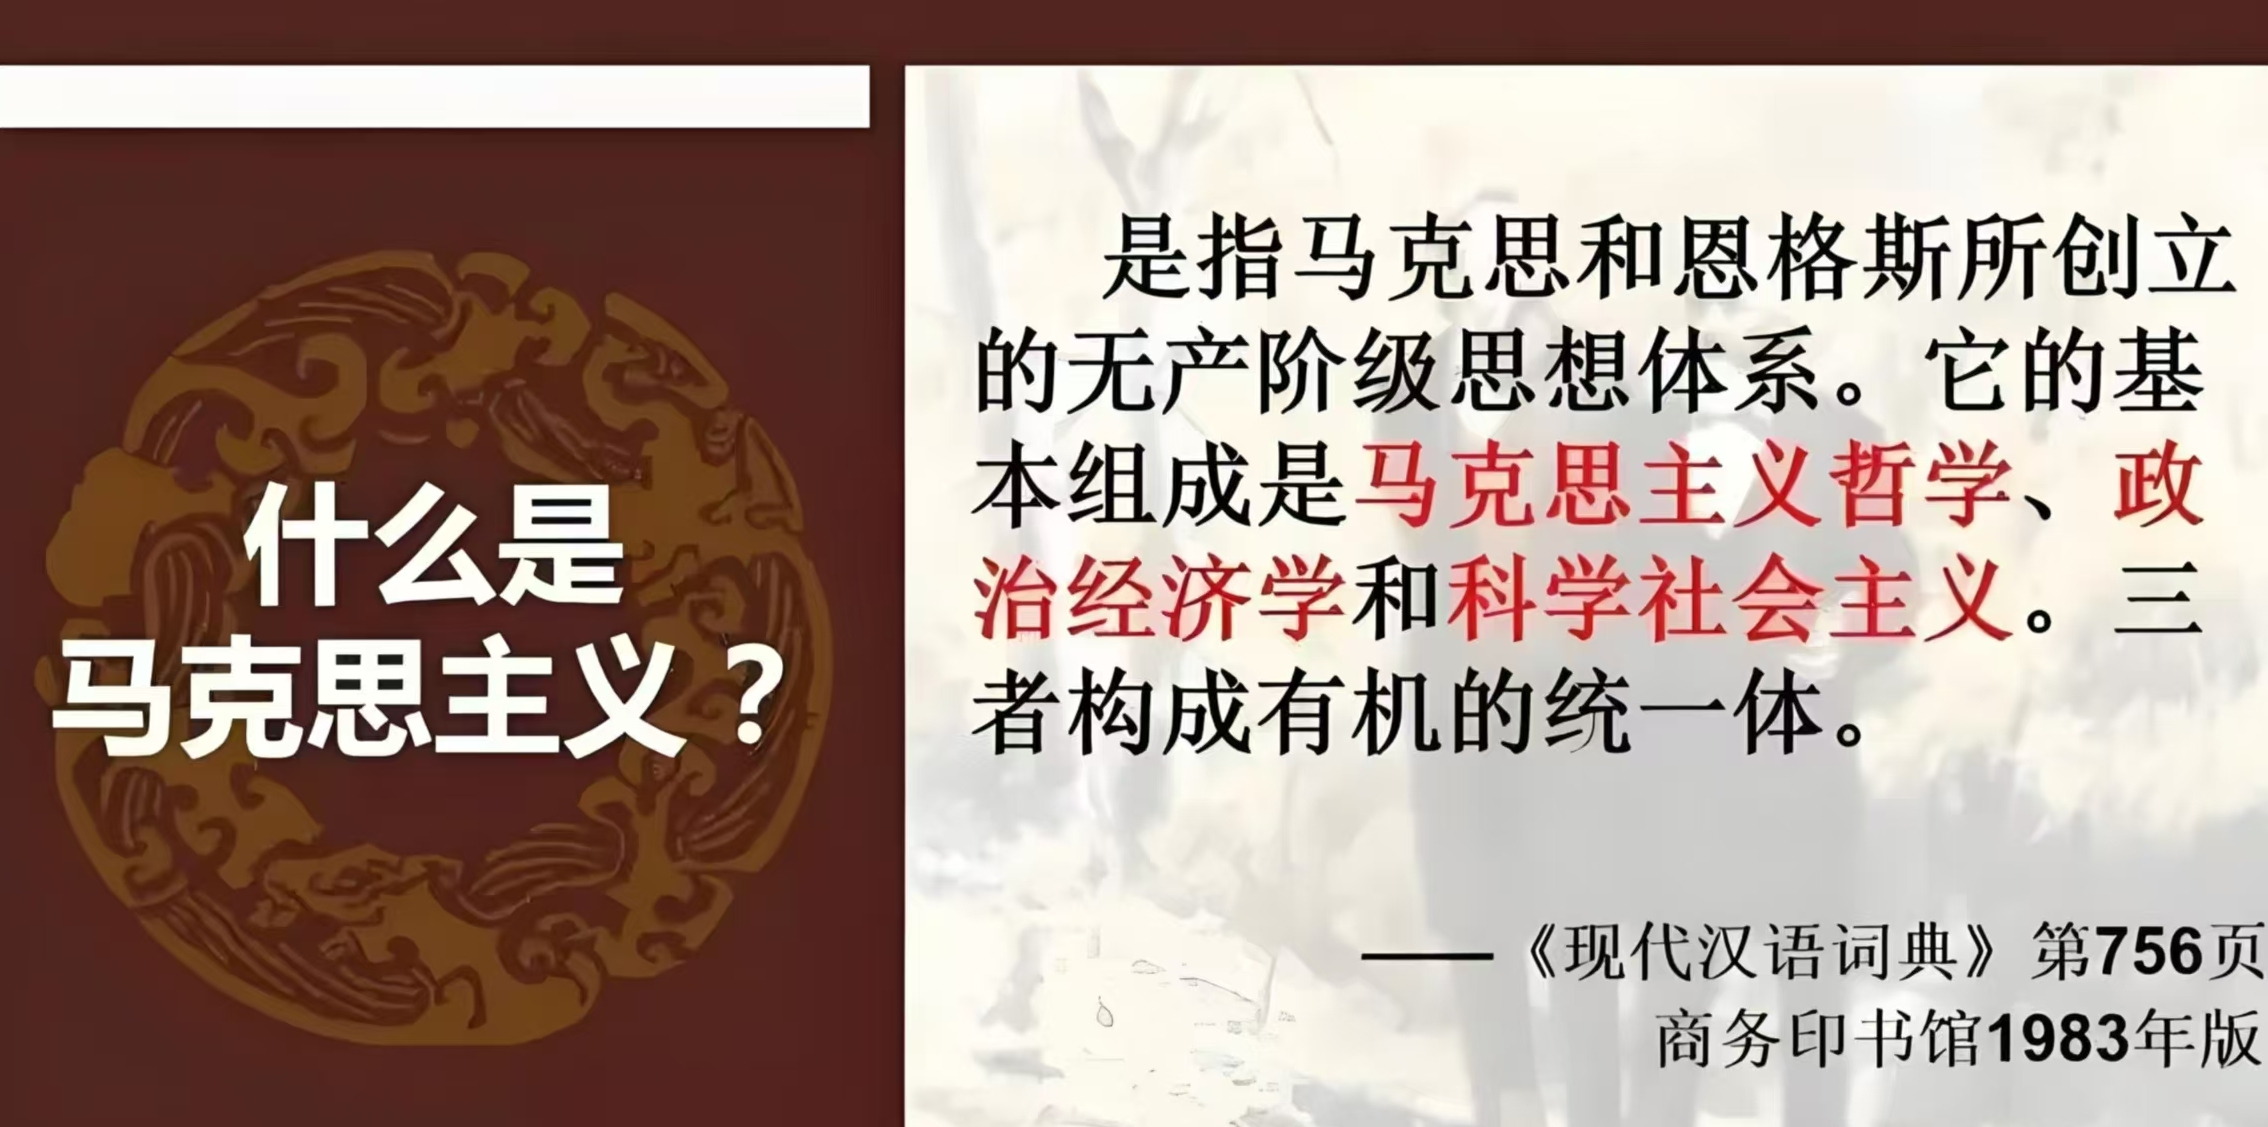 什么是
马克思主义？
是指马克思和恩格斯所创立
的无产阶级思想体系。它的基
本组成是马克思主义哲学、政
治经济学和科学社会主义。三
者构成有机的统一体。
——《现代汉语词典》第756页
商务印书馆1983年版